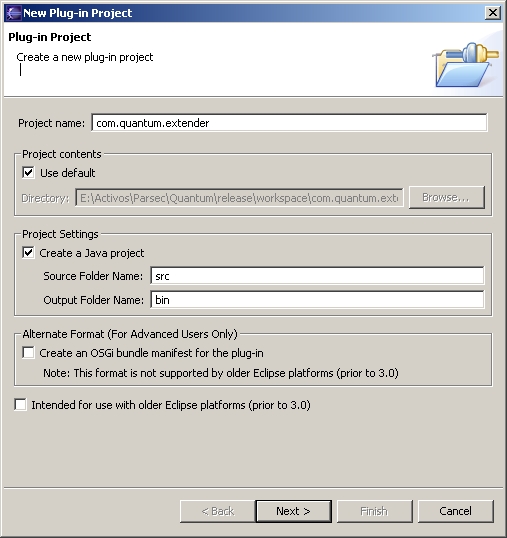 New Plug-in Project
Plug-in Project
Create a new plug-in project
Project name: com.quantum.extender
Project contents
Use default
Directory: E:\Activos\Parsec\Quantum\release\workspace\com.quantum.exte Browse...
Project Settings
Create a Java project
Source Folder Name: src
Output Folder Name: bin
Alternate Format (For Advanced Users Only)
Create an OSGi bundle manifest for the plug-in
Note: This format is not supported by older Eclipse platforms (prior to 3.0)
Intended for use with older Eclipse platforms (prior to 3.0)
< Back Next > Finish Cancel